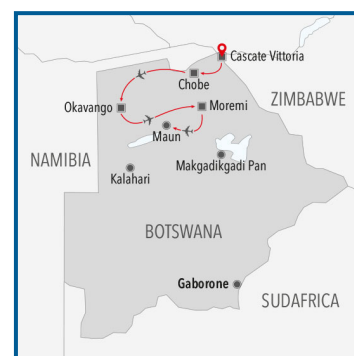 Cascate Vittoria
Chobe
ZIMBABWE
Okavango
Moremi
Maun
NAMIBIA
Makgadikgadi Pan
Kalahari
BOTSWANA
Gaborone
SUDAFRICA